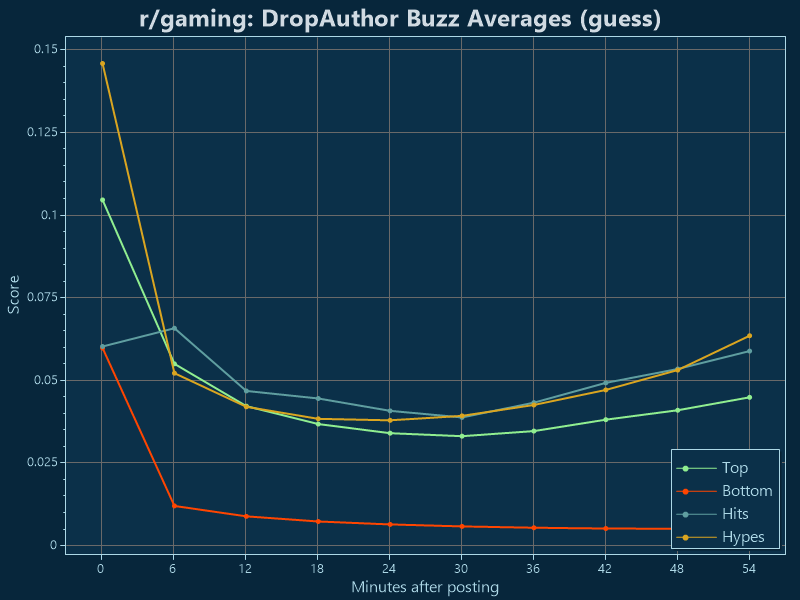 r/gaming: DropAuthor Buzz Averages (guess)
0.15
0.125
0.1
0.075
0.05
0.025
0
Score
0 6 12 18 24 30 36 42 48 54
Minutes after posting
Top
Bottom
Hits
Hypes